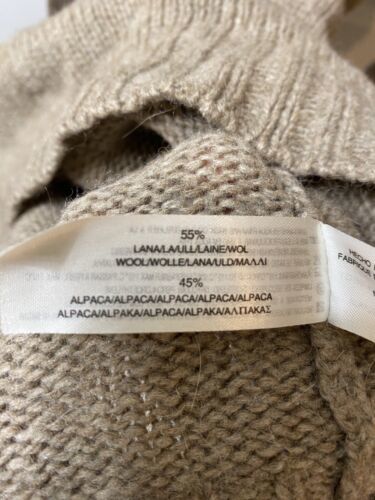 55%
LANA/LA/ULL/LAINE/WOL
WOOL/WOLLE/LANA/ULD/ΜΑΛΛΙ
45%
ALPACA/ALPACA/ALPACA/ALPACA/ALPACA
ALPACA/ALPAKA/ALPACA/ALPAKA/ΑΛΠΑΚΑΣ
HECHO
FABRIQUE